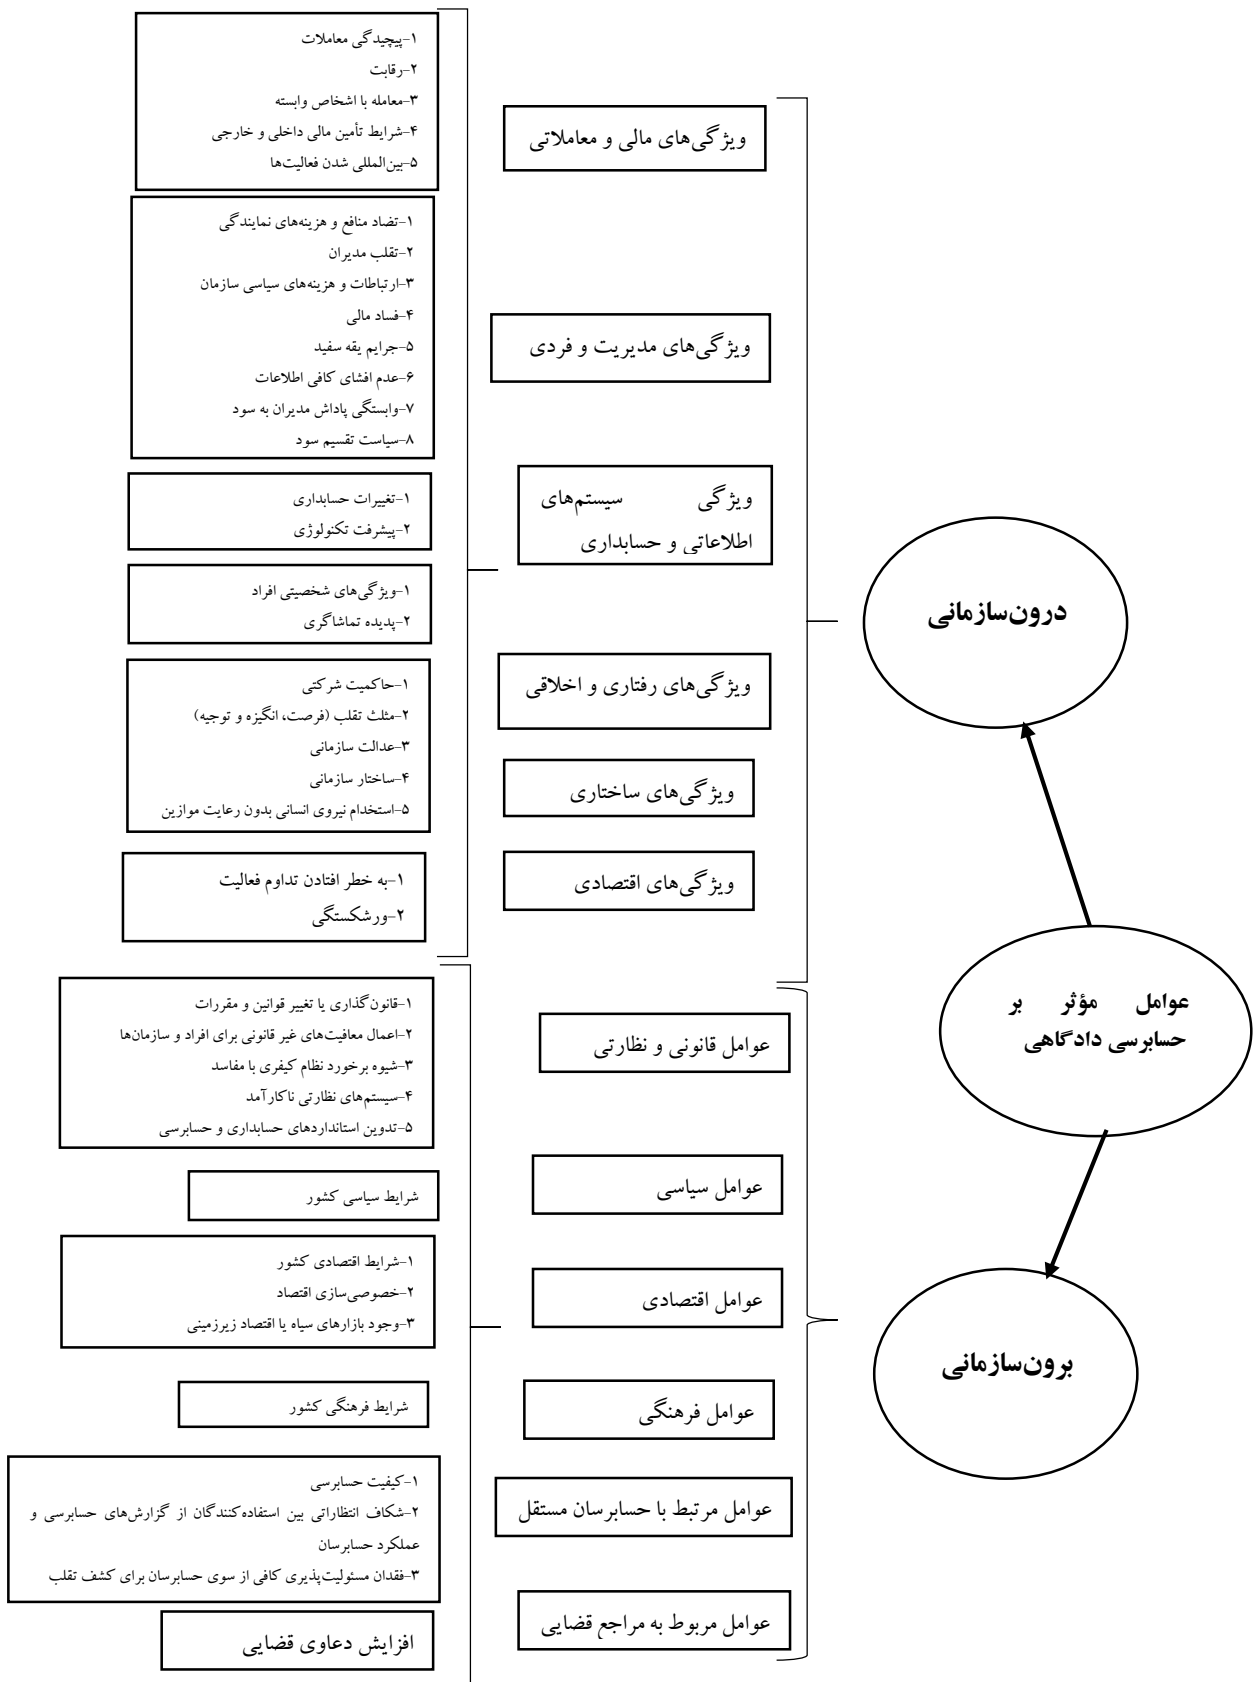 عوامل مؤثر بر
حسابرسی دادگاهی
درون‌سازمانی
ویژگی‌های مالی و معاملاتی
۱-پیچیدگی معاملات
۲-رقابت
۳-معامله با اشخاص وابسته
۴-شرایط تأمین مالی داخلی و خارجی
۵-بین‌المللی شدن فعالیت‌ها
ویژگی‌های مدیریت و فردی
۱-تضاد منافع و هزینه‌های نمایندگی
۲-تقلب مدیران
۳-ارتباطات و هزینه‌های سیاسی سازمان
۴-فساد مالی
۵-جرایم یقه سفید
۶-عدم افشای کافی اطلاعات
۷-وابستگی پاداش مدیران به سود
۸-سیاست تقسیم سود
ویژگی سیستم‌های
اطلاعاتی و حسابداری
۱-تغییرات حسابداری
۲-پیشرفت تکنولوژی
ویژگی‌های رفتاری و اخلاقی
۱-ویژگی‌های شخصیتی افراد
۲-پدیده تماشاگری
ویژگی‌های ساختاری
۱-حاکمیت شرکتی
۲-مثلث تقلب (فرصت، انگیزه و توجیه)
۳-عدالت سازمانی
۴-ساختار سازمانی
۵-استخدام نیروی انسانی بدون رعایت موازین
ویژگی‌های اقتصادی
۱-به خطر افتادن تداوم فعالیت
۲-ورشکستگی
برون‌سازمانی
عوامل قانونی و نظارتی
۱-قانون‌گذاری یا تغییر قوانین و مقررات
۲-اعمال معافیت‌های غیر قانونی برای افراد و سازمان‌ها
۳-شیوه برخورد نظام کیفری با مفاسد
۴-سیستم‌های نظارتی ناکارآمد
۵-تدوین استانداردهای حسابداری و حسابرسی
عوامل سیاسی
شرایط سیاسی کشور
عوامل اقتصادی
۱-شرایط اقتصادی کشور
۲-خصوصی‌سازی اقتصاد
۳-وجود بازارهای سیاه یا اقتصاد زیرزمینی
عوامل فرهنگی
شرایط فرهنگی کشور
عوامل مرتبط با حسابرسان مستقل
۱-کیفیت حسابرسی
۲-شکاف انتظاراتی بین استفاده‌کنندگان از گزارش‌های حسابرسی و
عملکرد حسابرسان
۳-فقدان مسئولیت‌پذیری کافی از سوی حسابرسان برای کشف تقلب
عوامل مربوط به مراجع قضایی
افزایش دعاوی قضایی